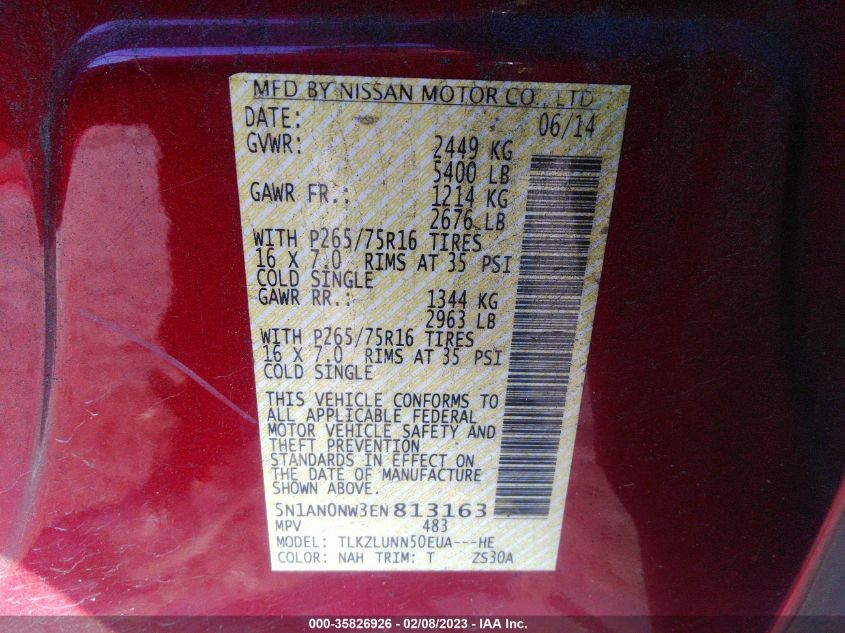 MFD BY NISSAN MOTOR CO., LTD
DATE: 06/14
GVWR: 2449 KG
5400 LB
GAWR FR.: 1214 KG
2676 LB
WITH P265/75R16 TIRES
16 X 7.0 RIMS AT 35 PSI
COLD SINGLE
GAWR RR.: 1344 KG
2963 LB
WITH P265/75R16 TIRES
16 X 7.0 RIMS AT 35 PSI
COLD SINGLE
THIS VEHICLE CONFORMS TO
ALL APPLICABLE FEDERAL
MOTOR VEHICLE SAFETY AND
THEFT PREVENTION
STANDARDS IN EFFECT ON
THE DATE OF MANUFACTURE
SHOWN ABOVE.
5N1AN0NW3EN813163
MPV 483
MODEL: TLKZLUNN50EUA---HE
COLOR: NAH TRIM: T ZS30A
000-35826926 - 02/08/2023 - IAA Inc.